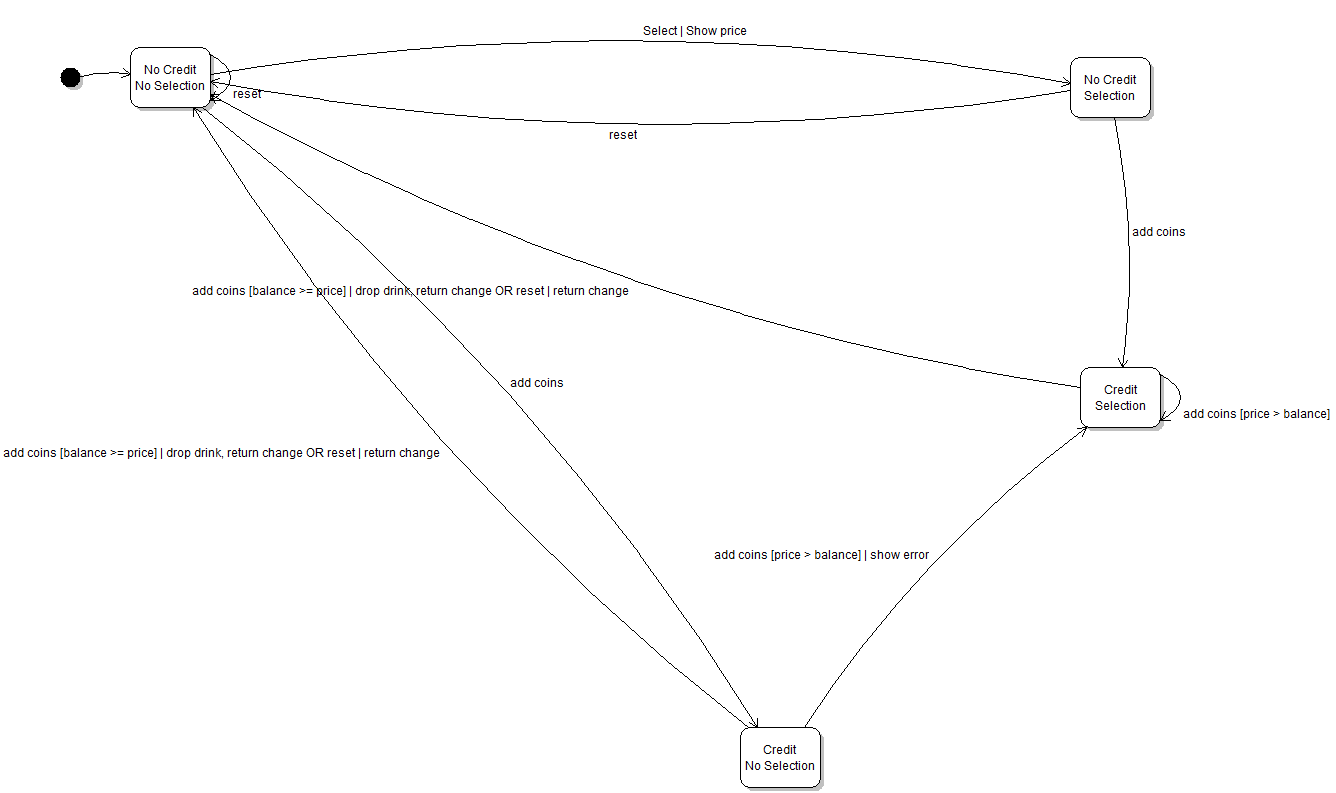 Select | Show price
No Credit
No Selection
No Credit
Selection
reset
reset
add coins
add coins [balance >= price] | drop drink, return change OR reset | return change
add coins
Credit
Selection
add coins [price > balance]
add coins [balance >= price] | drop drink, return change OR reset | return change
add coins [price > balance] | show error
Credit
No Selection